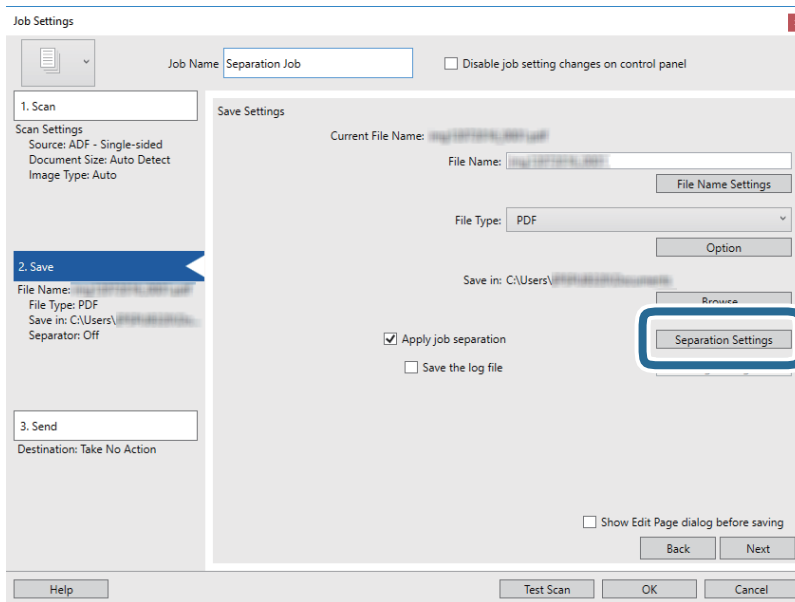 Job Settings
Job Name Separation Job
Disable job setting changes on control panel
1. Scan
Scan Settings
Source: ADF - Single-sided
Document Size: Auto Detect
Image Type: Auto
2. Save
File Name:
File Type: PDF
Save in: C:\Users\
Separator: Off
3. Send
Destination: Take No Action
Save Settings
Current File Name:
File Name:
File Name Settings
File Type: PDF
Option
Save in: C:\Users\
Browse
Apply job separation
Separation Settings
Save the log file
Show Edit Page dialog before saving
Back Next
Help
Test Scan OK Cancel